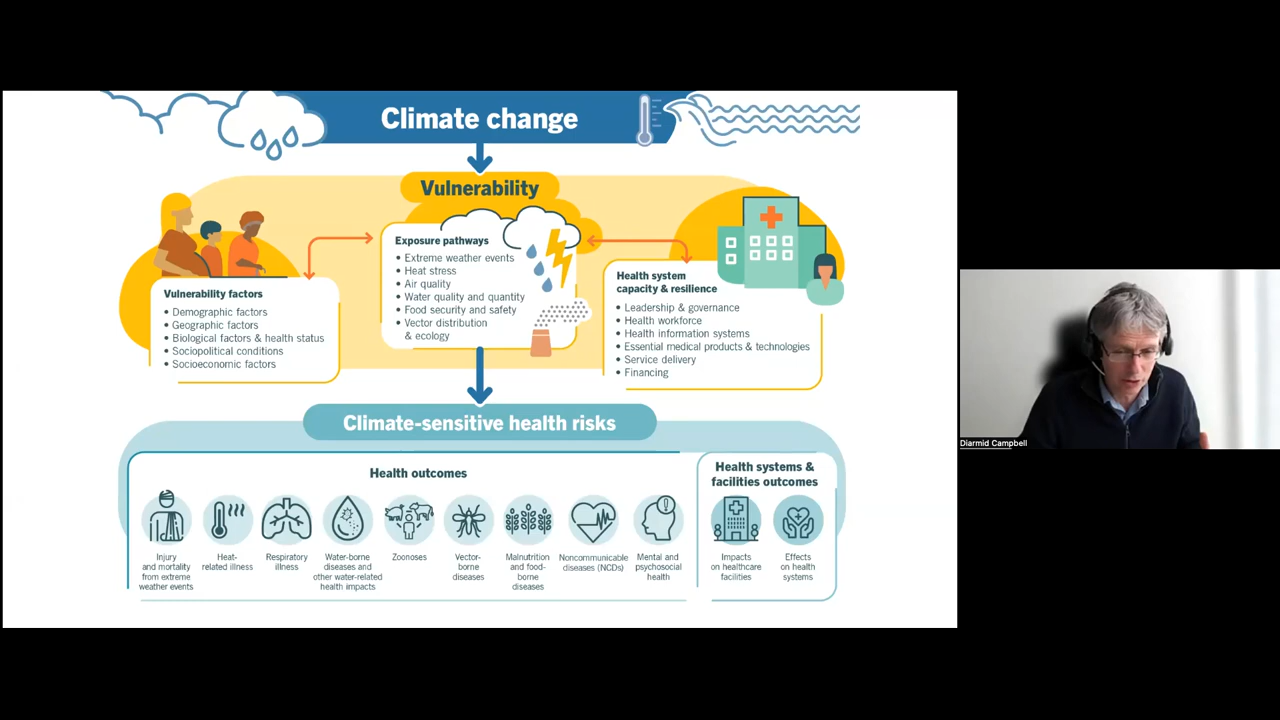 Climate change
Vulnerability
Vulnerability factors
• Demographic factors
• Geographic factors
• Biological factors & health status
• Sociopolitical conditions
• Socioeconomic factors
Exposure pathways
• Extreme weather events
• Heat stress
• Air quality
• Water quality and quantity
• Food security and safety
• Vector distribution
& ecology
Health system
capacity & resilience
• Leadership & governance
• Health workforce
• Health information systems
• Essential medical products & technologies
• Service delivery
• Financing
Climate-sensitive health risks
Health outcomes
Injury
and mortality
from extreme
weather events
Heat-
related illness
Respiratory
illness
Water-borne
diseases and
other water-related
health impacts
Zoonoses
Vector-
borne
diseases
Malnutrition
and food-
borne
diseases
Noncommunicable
diseases (NCDs)
Mental and
psychosocial
health
Health systems &
facilities outcomes
Impacts
on healthcare
facilities
Effects
on health
systems
Diarmid Campbell